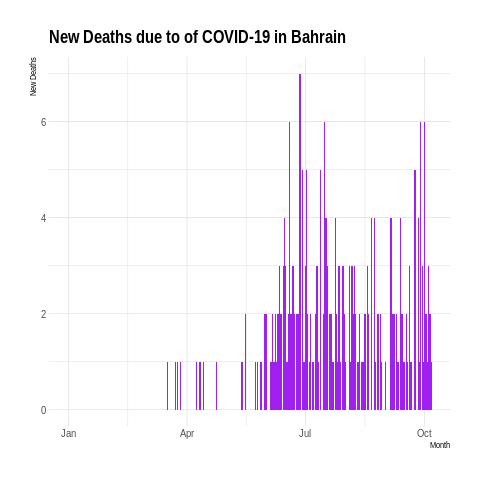 New Deaths due to of COVID-19 in Bahrain
New Deaths
6
4
2
0
Jan Apr Jul Oct
Month